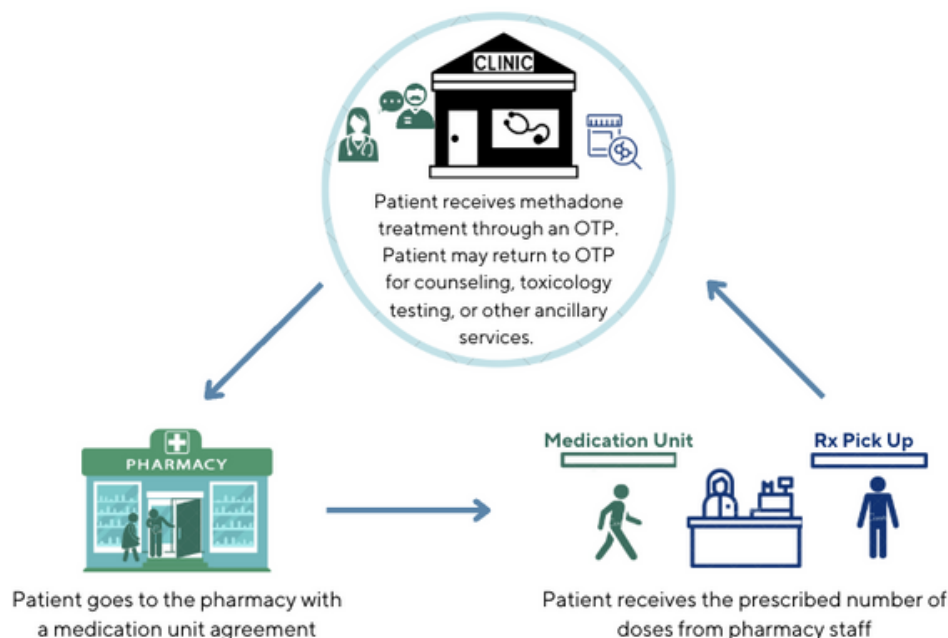 CLINIC
Patient receives methadone
treatment through an OTP.
Patient may return to OTP
for counseling, toxicology
testing, or other ancillary
services.
PHARMACY
Patient goes to the pharmacy with
a medication unit agreement
Medication Unit
Rx Pick Up
Patient receives the prescribed number of
doses from pharmacy staff